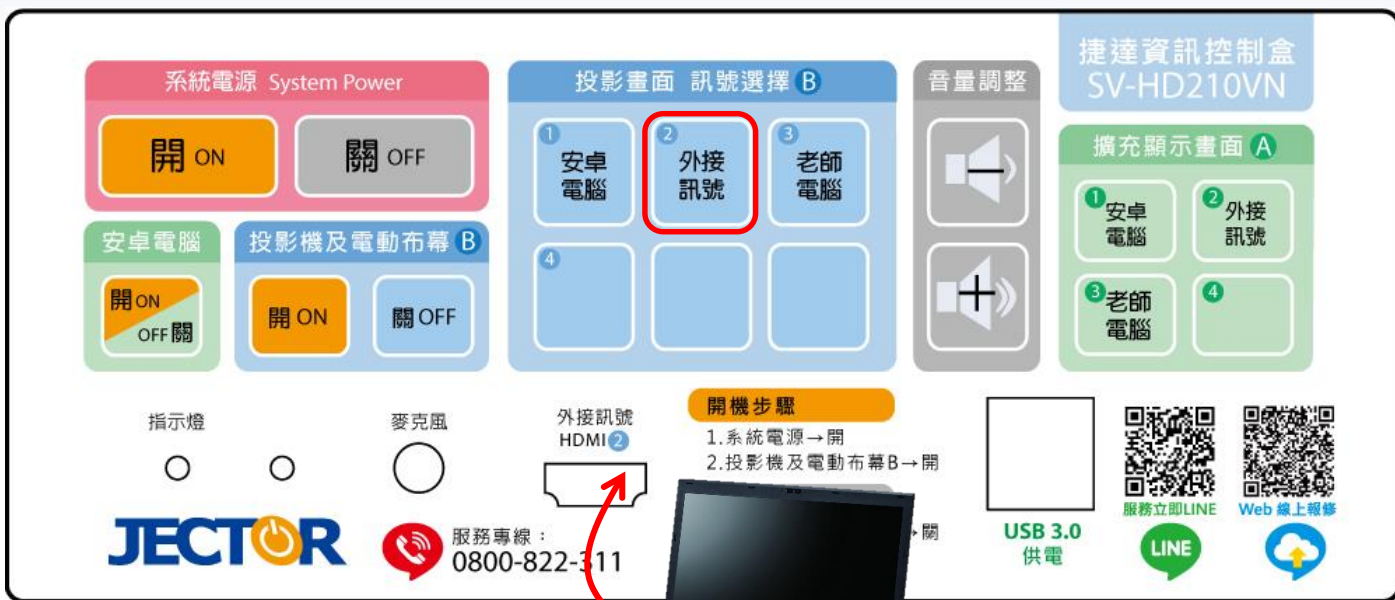 捷達資訊控制盒
SV-HD210VN
系統電源 System Power
開 ON
關 OFF
安卓電腦
開 ON
OFF 關
投影機及電動布幕 B
開 ON
關 OFF
投影畫面 訊號選擇 B
1
安卓
電腦
2
外接
訊號
3
老師
電腦
4
音量調整
擴充顯示畫面 A
1
安卓
電腦
2
外接
訊號
3
老師
電腦
4
指示燈
麥克風
外接訊號
HDMI 2
開機步驟
1.系統電源→開
2.投影機及電動布幕B→開
關
JECTOR
服務專線：
0800-822-311
USB 3.0
供電
服務立即LINE
LINE
Web 線上報修